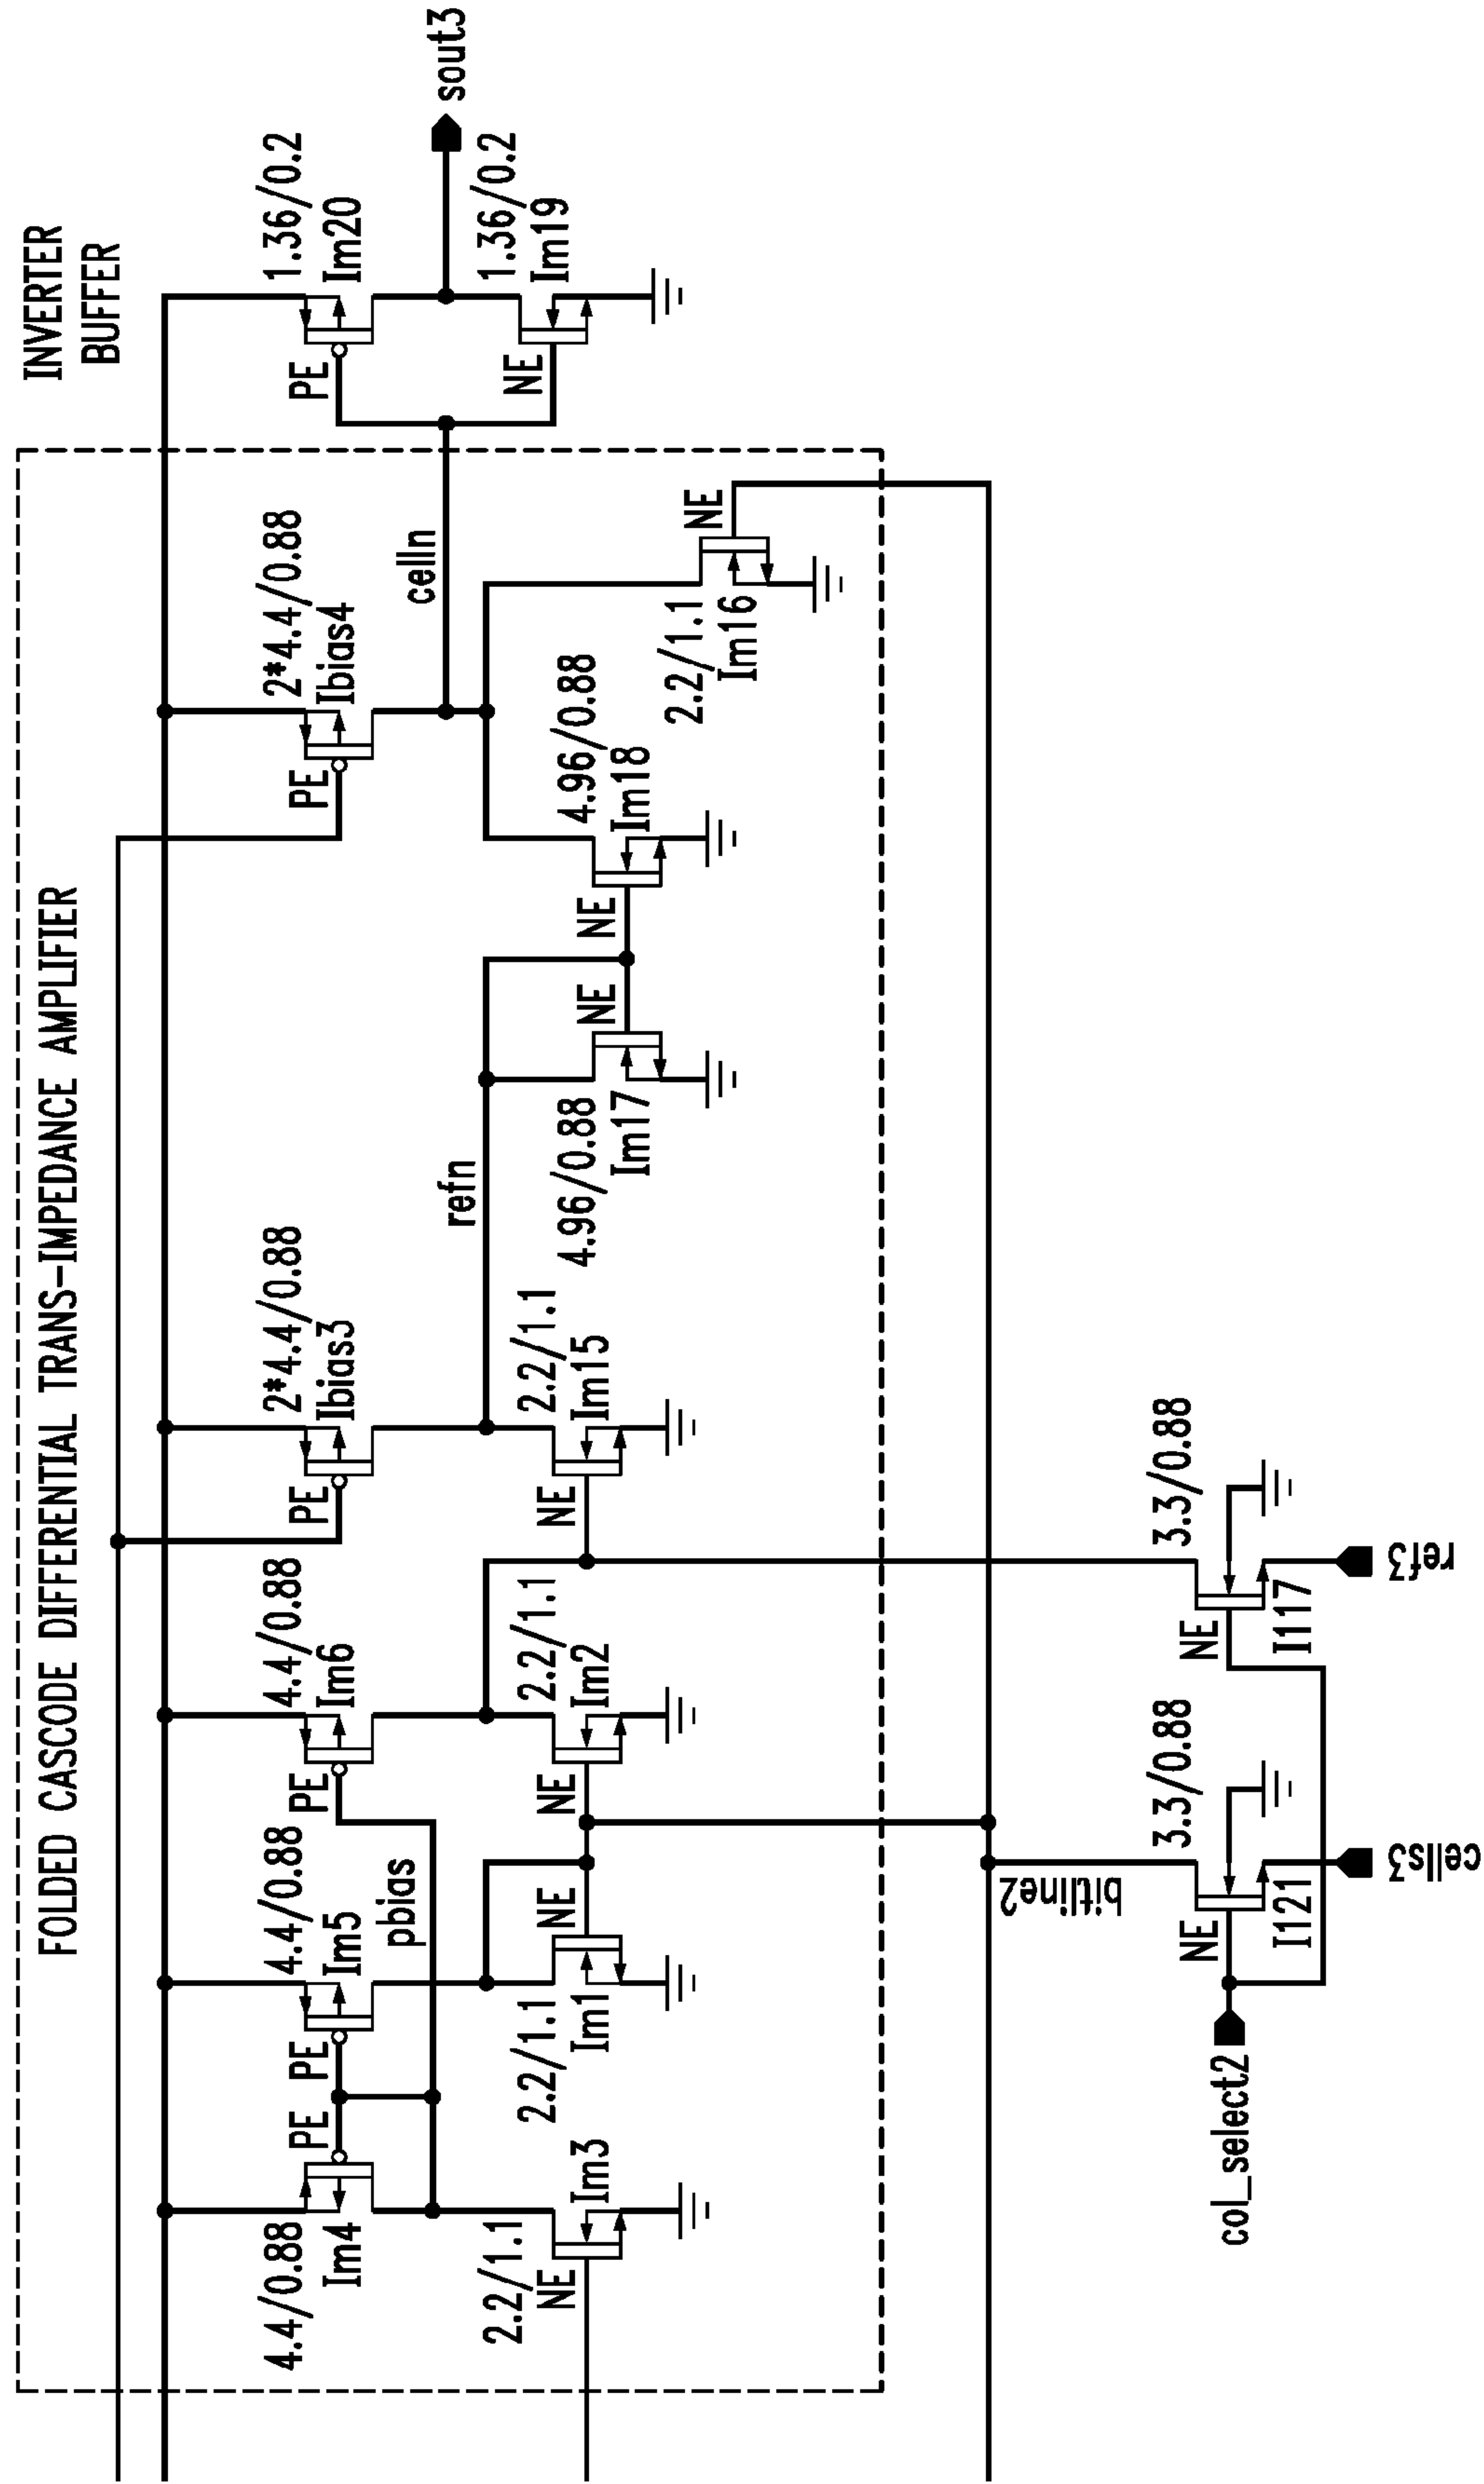 FOLDED CASCODE DIFFERENTIAL TRANS-IMPEDANCE AMPLIFIER
INVERTER
BUFFER
4.4/0.88
Im4
PE
PE
4.4/0.88
Im5
pbias
PE
4.4/0.88
Im6
PE
2*4.4/0.88
Ibias3
PE
2*4.4/0.88
Ibias4
PE
1.36/0.2
Im20
sout3
celln
refn
2.2/1.1
NE
Im3
2.2/1.1
Im1
NE
NE
2.2/1.1
Im2
NE
2.2/1.1
Im15
4.96/0.88
Im17
NE
NE
4.96/0.88
Im18
2.2/1.1
Im16
NE
NE
1.36/0.2
Im19
bitline2
col_select2
NE
3.3/0.88
I121
cells3
NE
3.3/0.88
I117
ref3